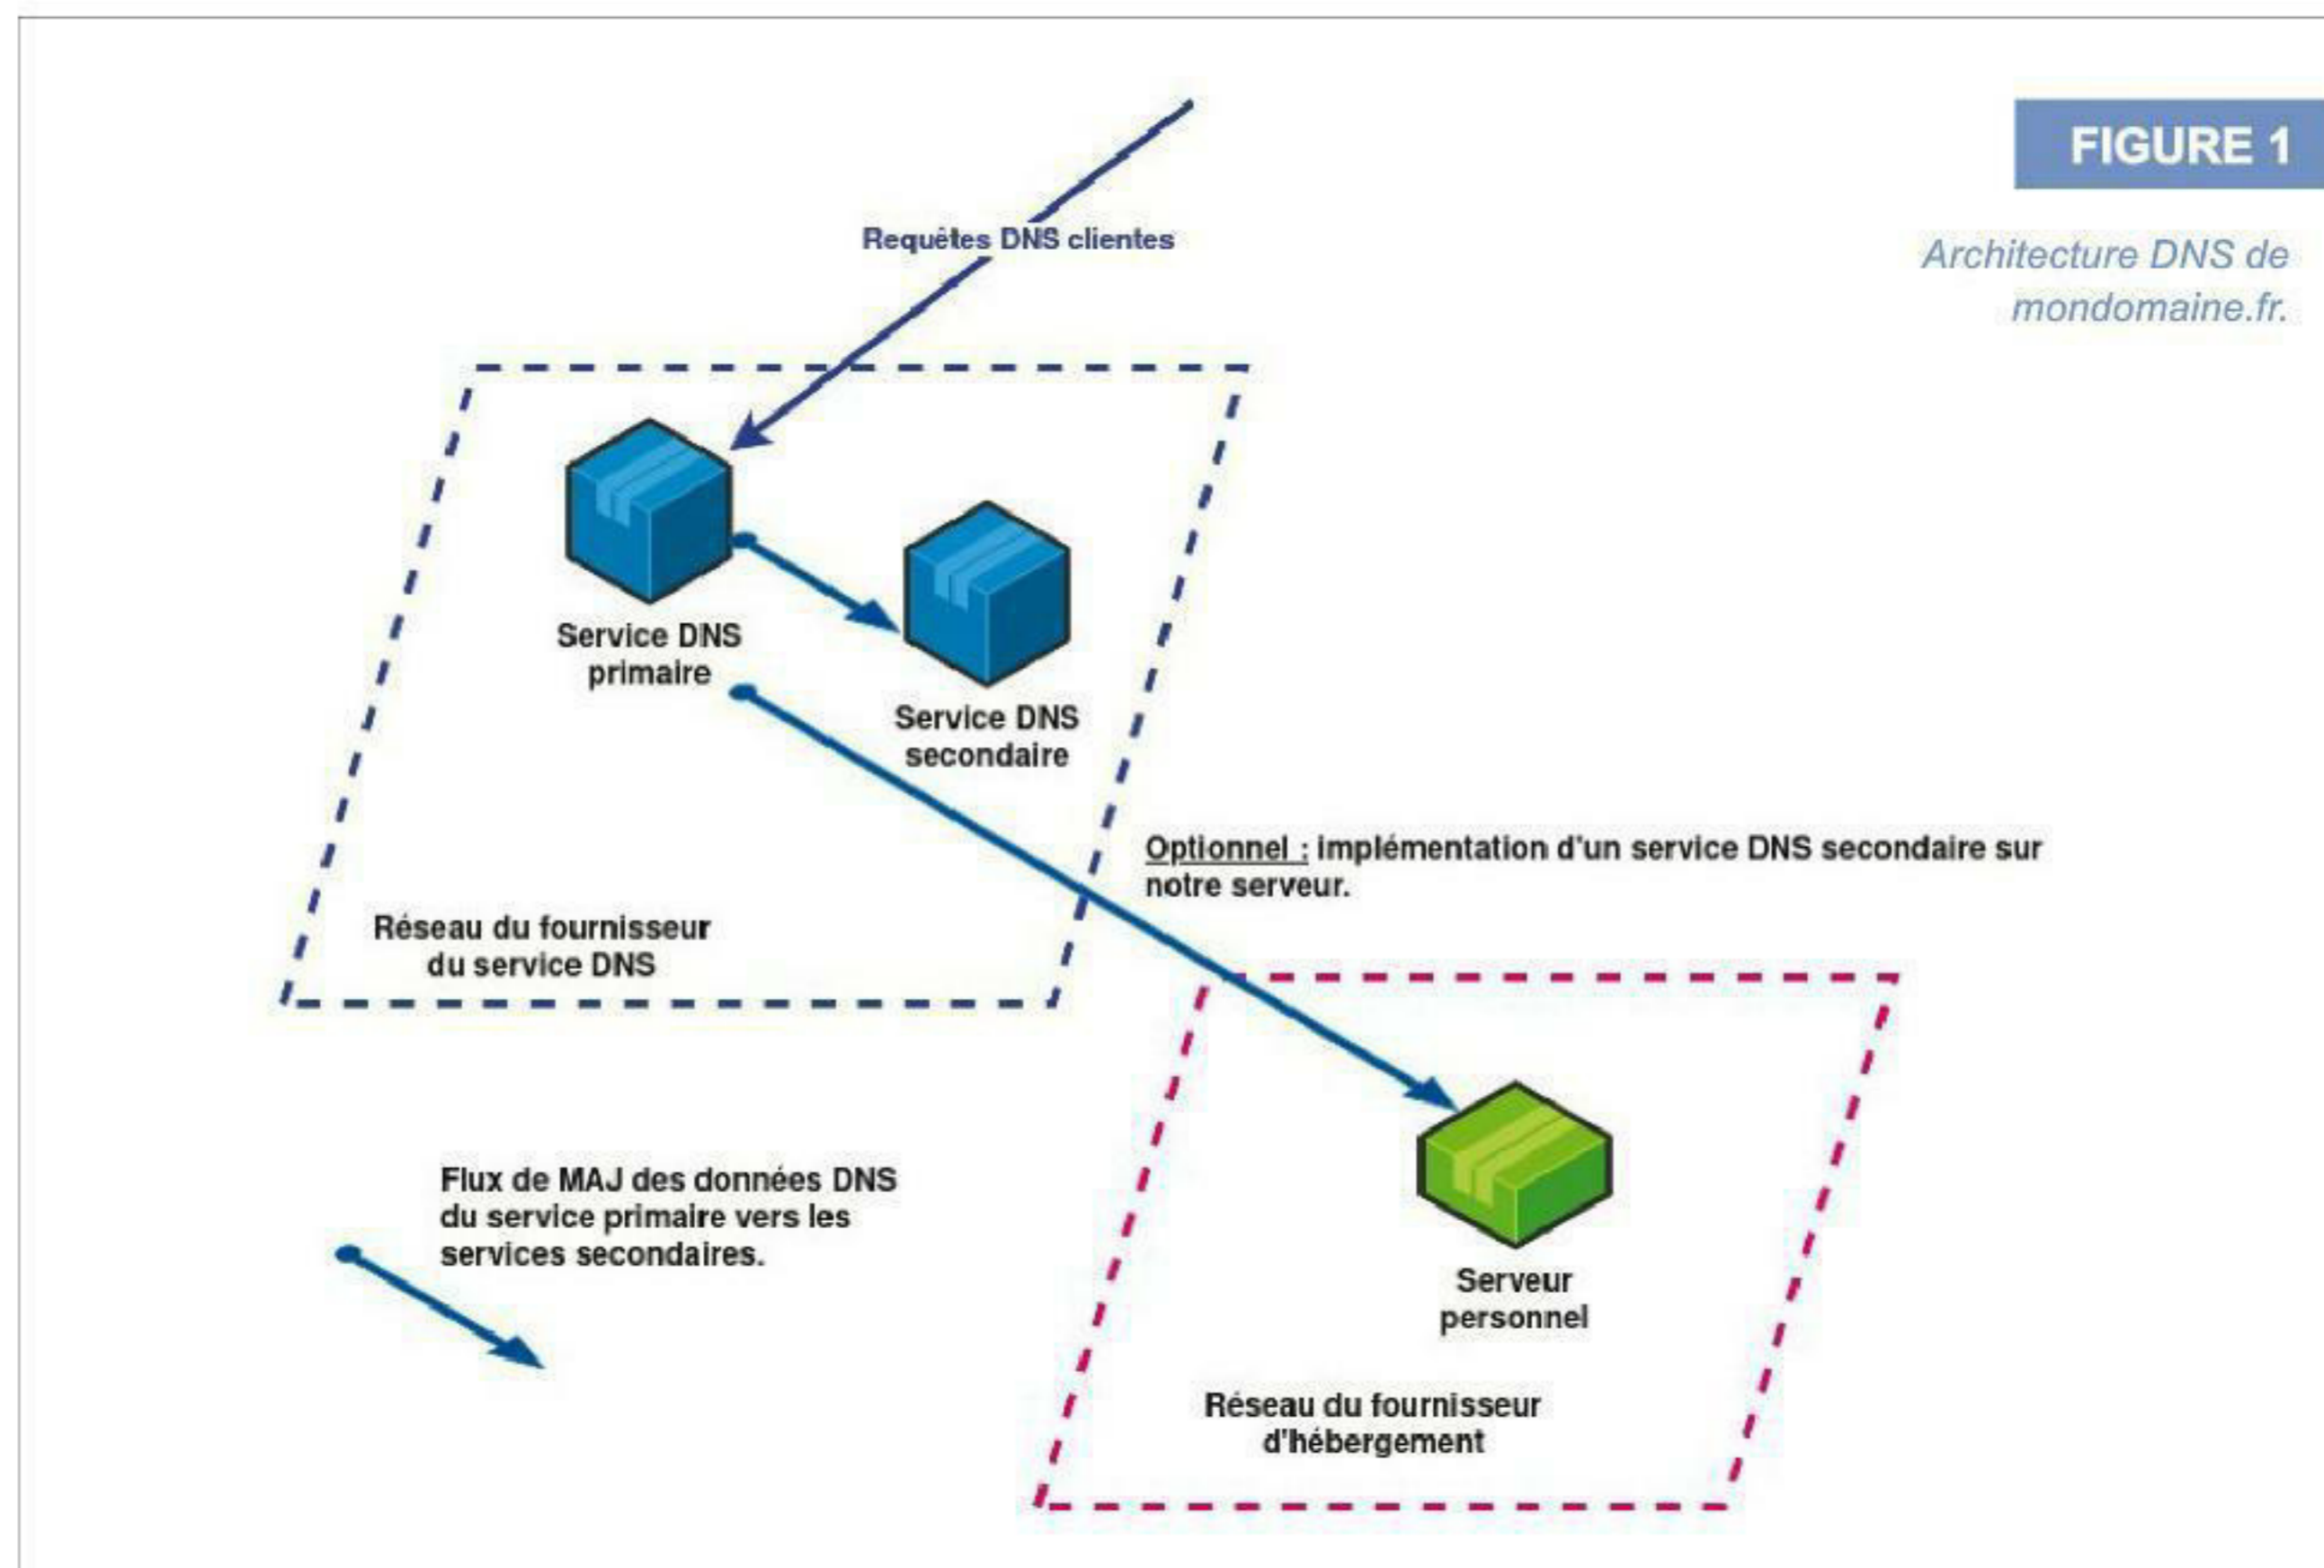 FIGURE 1
Architecture DNS de
mondomaine.fr.
Requêtes DNS clientes
Service DNS
primaire
Service DNS
secondaire
Optionnel : implémentation d'un service DNS secondaire sur
notre serveur.
Réseau du fournisseur
du service DNS
Flux de MAJ des données DNS
du service primaire vers les
services secondaires.
Serveur
personnel
Réseau du fournisseur
d'hébergement